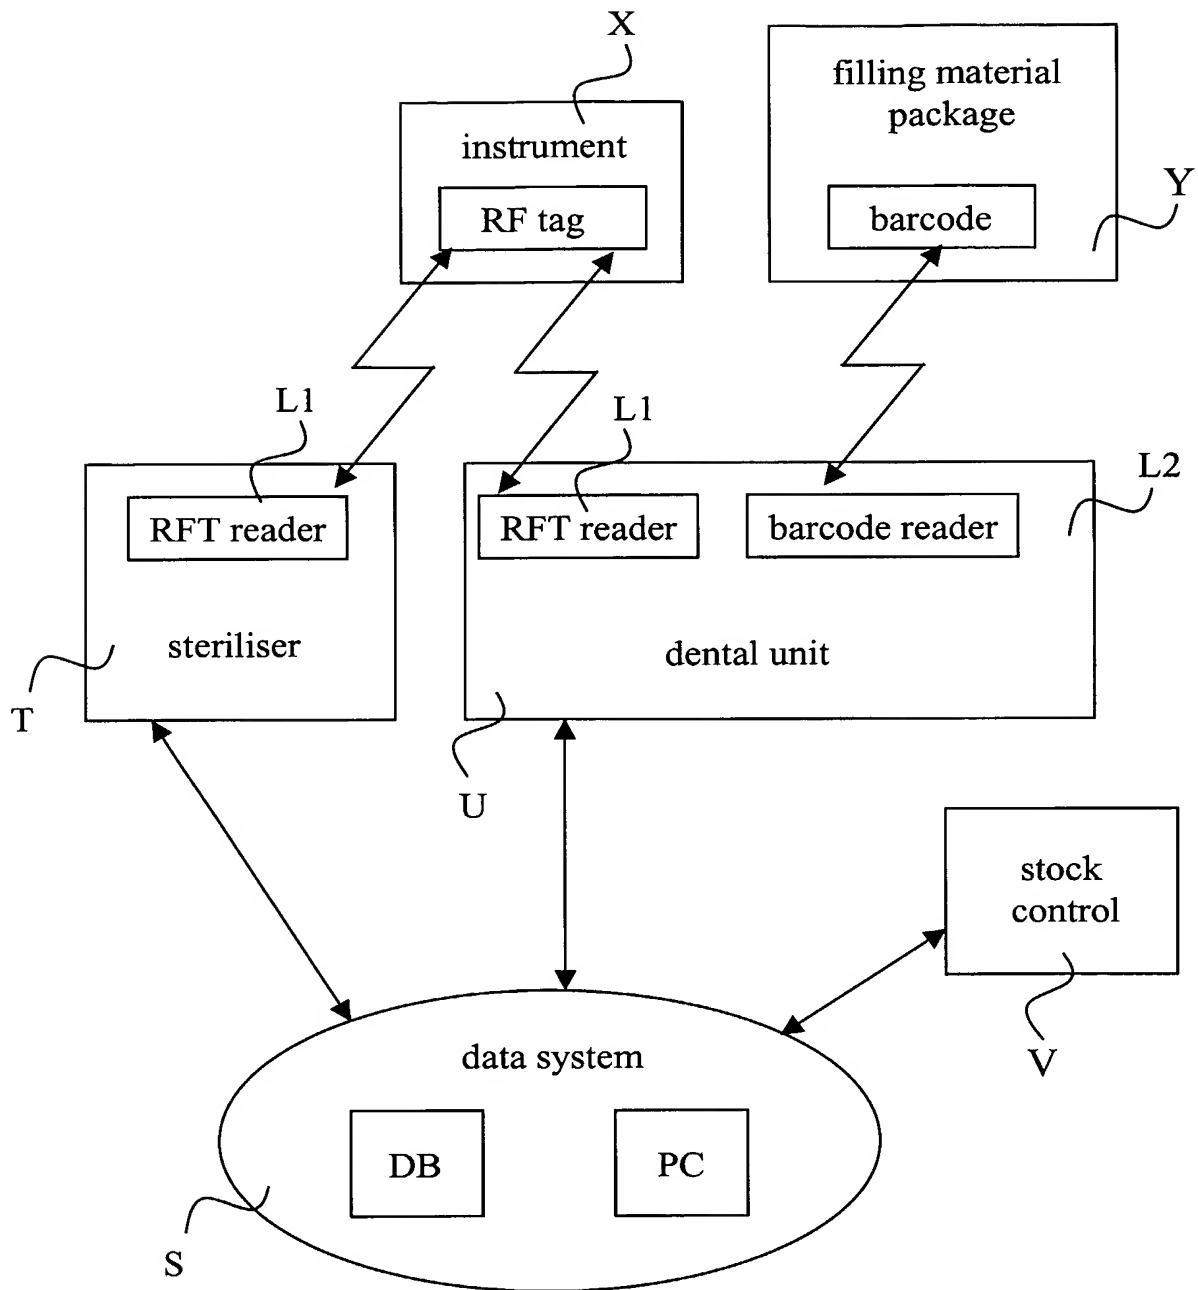 X
filling material
package
instrument
Y
RF tag
barcode
L1
L1
L2
RFT reader
RFT reader
barcode reader
steriliser
dental unit
T
U
stock
control
data system
V
DB
PC
S